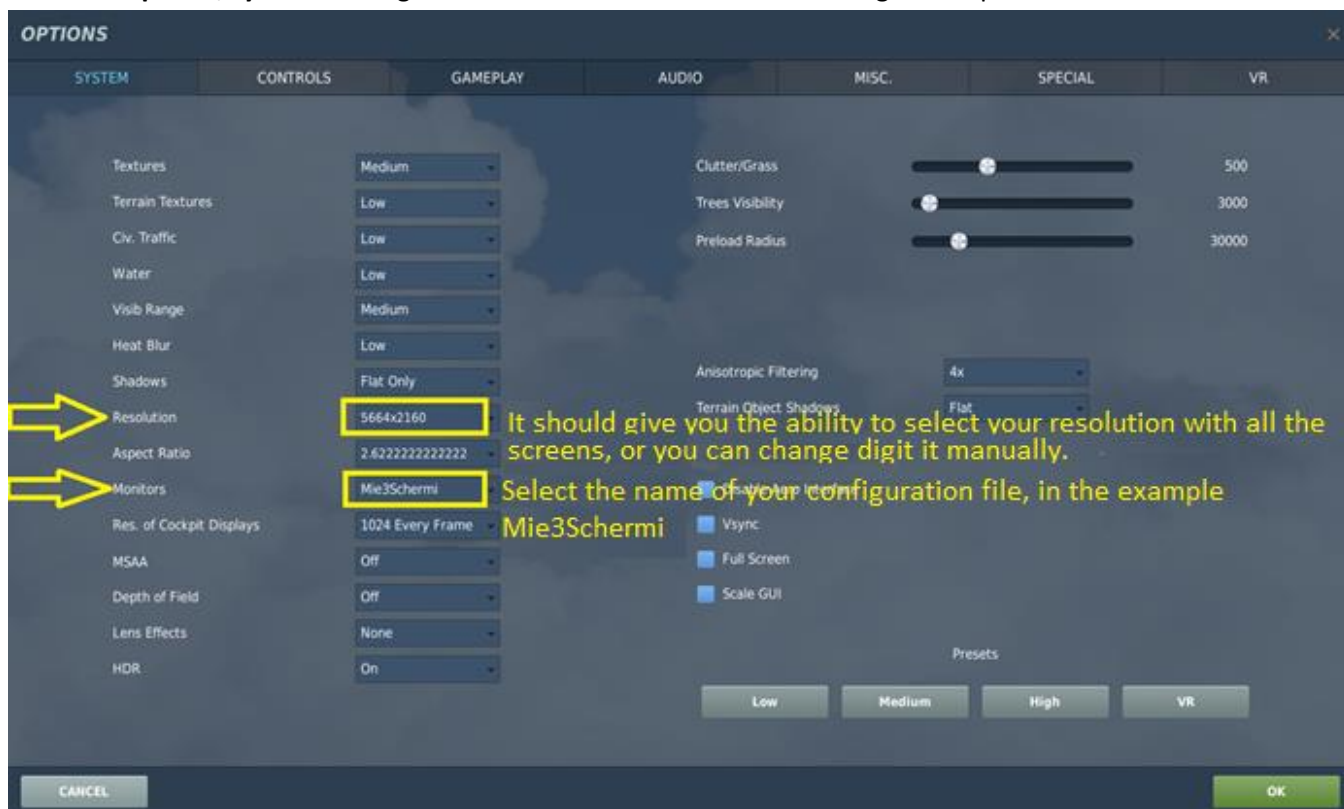 OPTIONS
SYSTEM CONTROLS GAMEPLAY AUDIO MISC. SPECIAL VR
Textures Medium Clutter/Grass 500
Terrain Textures Low Trees Visibility 3000
Civ. Traffic Low Preload Radius 30000
Water Low
Visib Range Medium
Heat Blur Low
Shadows Flat Only Anisotropic Filtering 4x
Resolution 5664x2160 Terrain Object Shadows Flat
It should give you the ability to select your resolution with all the
screens, or you can change digit it manually.
Aspect Ratio 2.6222222222222
Monitors Mie3Schermi
Select the name of your configuration file, in the example
Mie3Schermi
Res. of Cockpit Displays 1024 Every Frame Vsync
MSAA Off Full Screen
Depth of Field Off Scale GUI
Lens Effects None
HDR On
Presets
Low Medium High VR
CANCEL OK